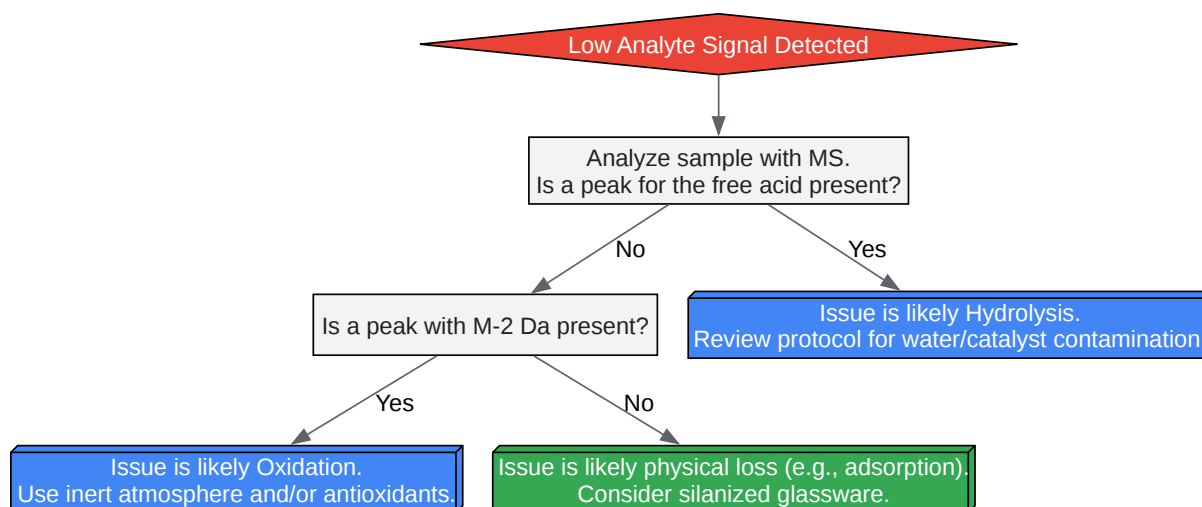 Low Analyte Signal Detected
Analyze sample with MS.
Is a peak for the free acid present?
No
Yes
Is a peak with M-2 Da present?
Issue is likely Hydrolysis.
Review protocol for water/catalyst contamination.
Yes
No
Issue is likely Oxidation.
Use inert atmosphere and/or antioxidants.
Issue is likely physical loss (e.g., adsorption).
Consider silanized glassware.